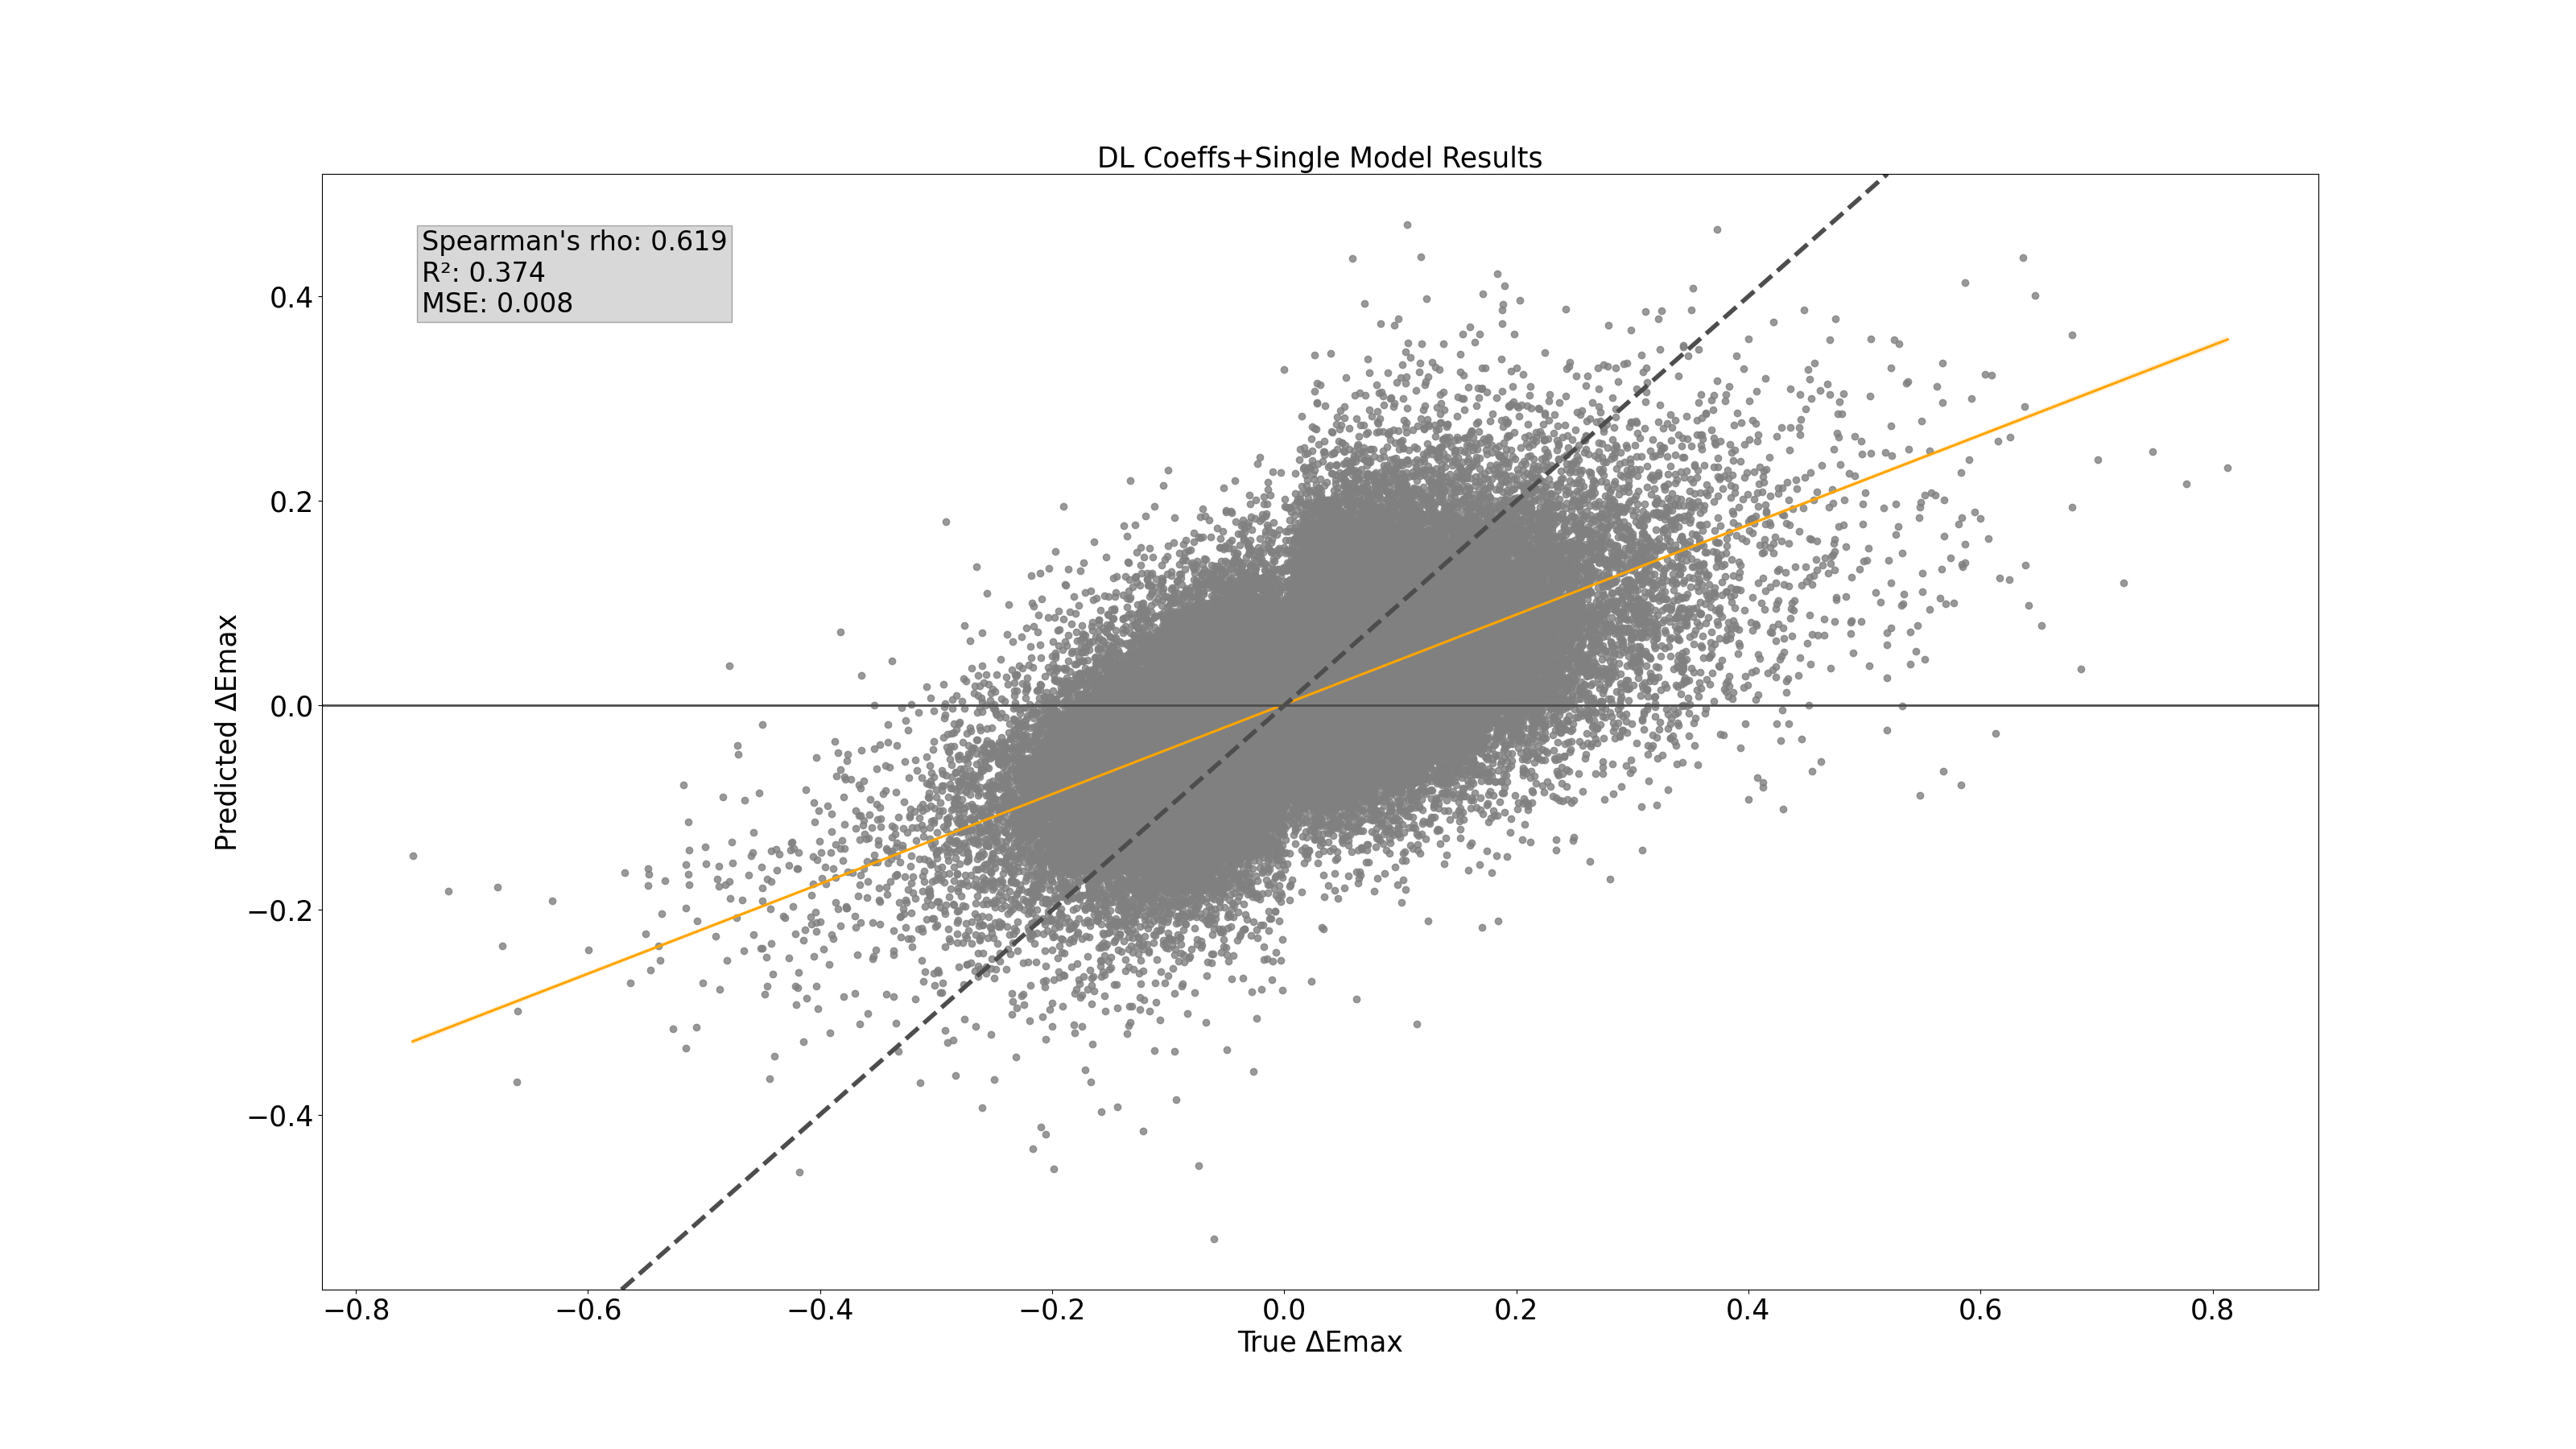 DL Coeffs+Single Model Results
Spearman's rho: 0.619
R²: 0.374
MSE: 0.008
Predicted ΔEmax
0.4
0.2
0.0
−0.2
−0.4
−0.8
−0.6
−0.4
−0.2
0.0
0.2
0.4
0.6
0.8
True ΔEmax